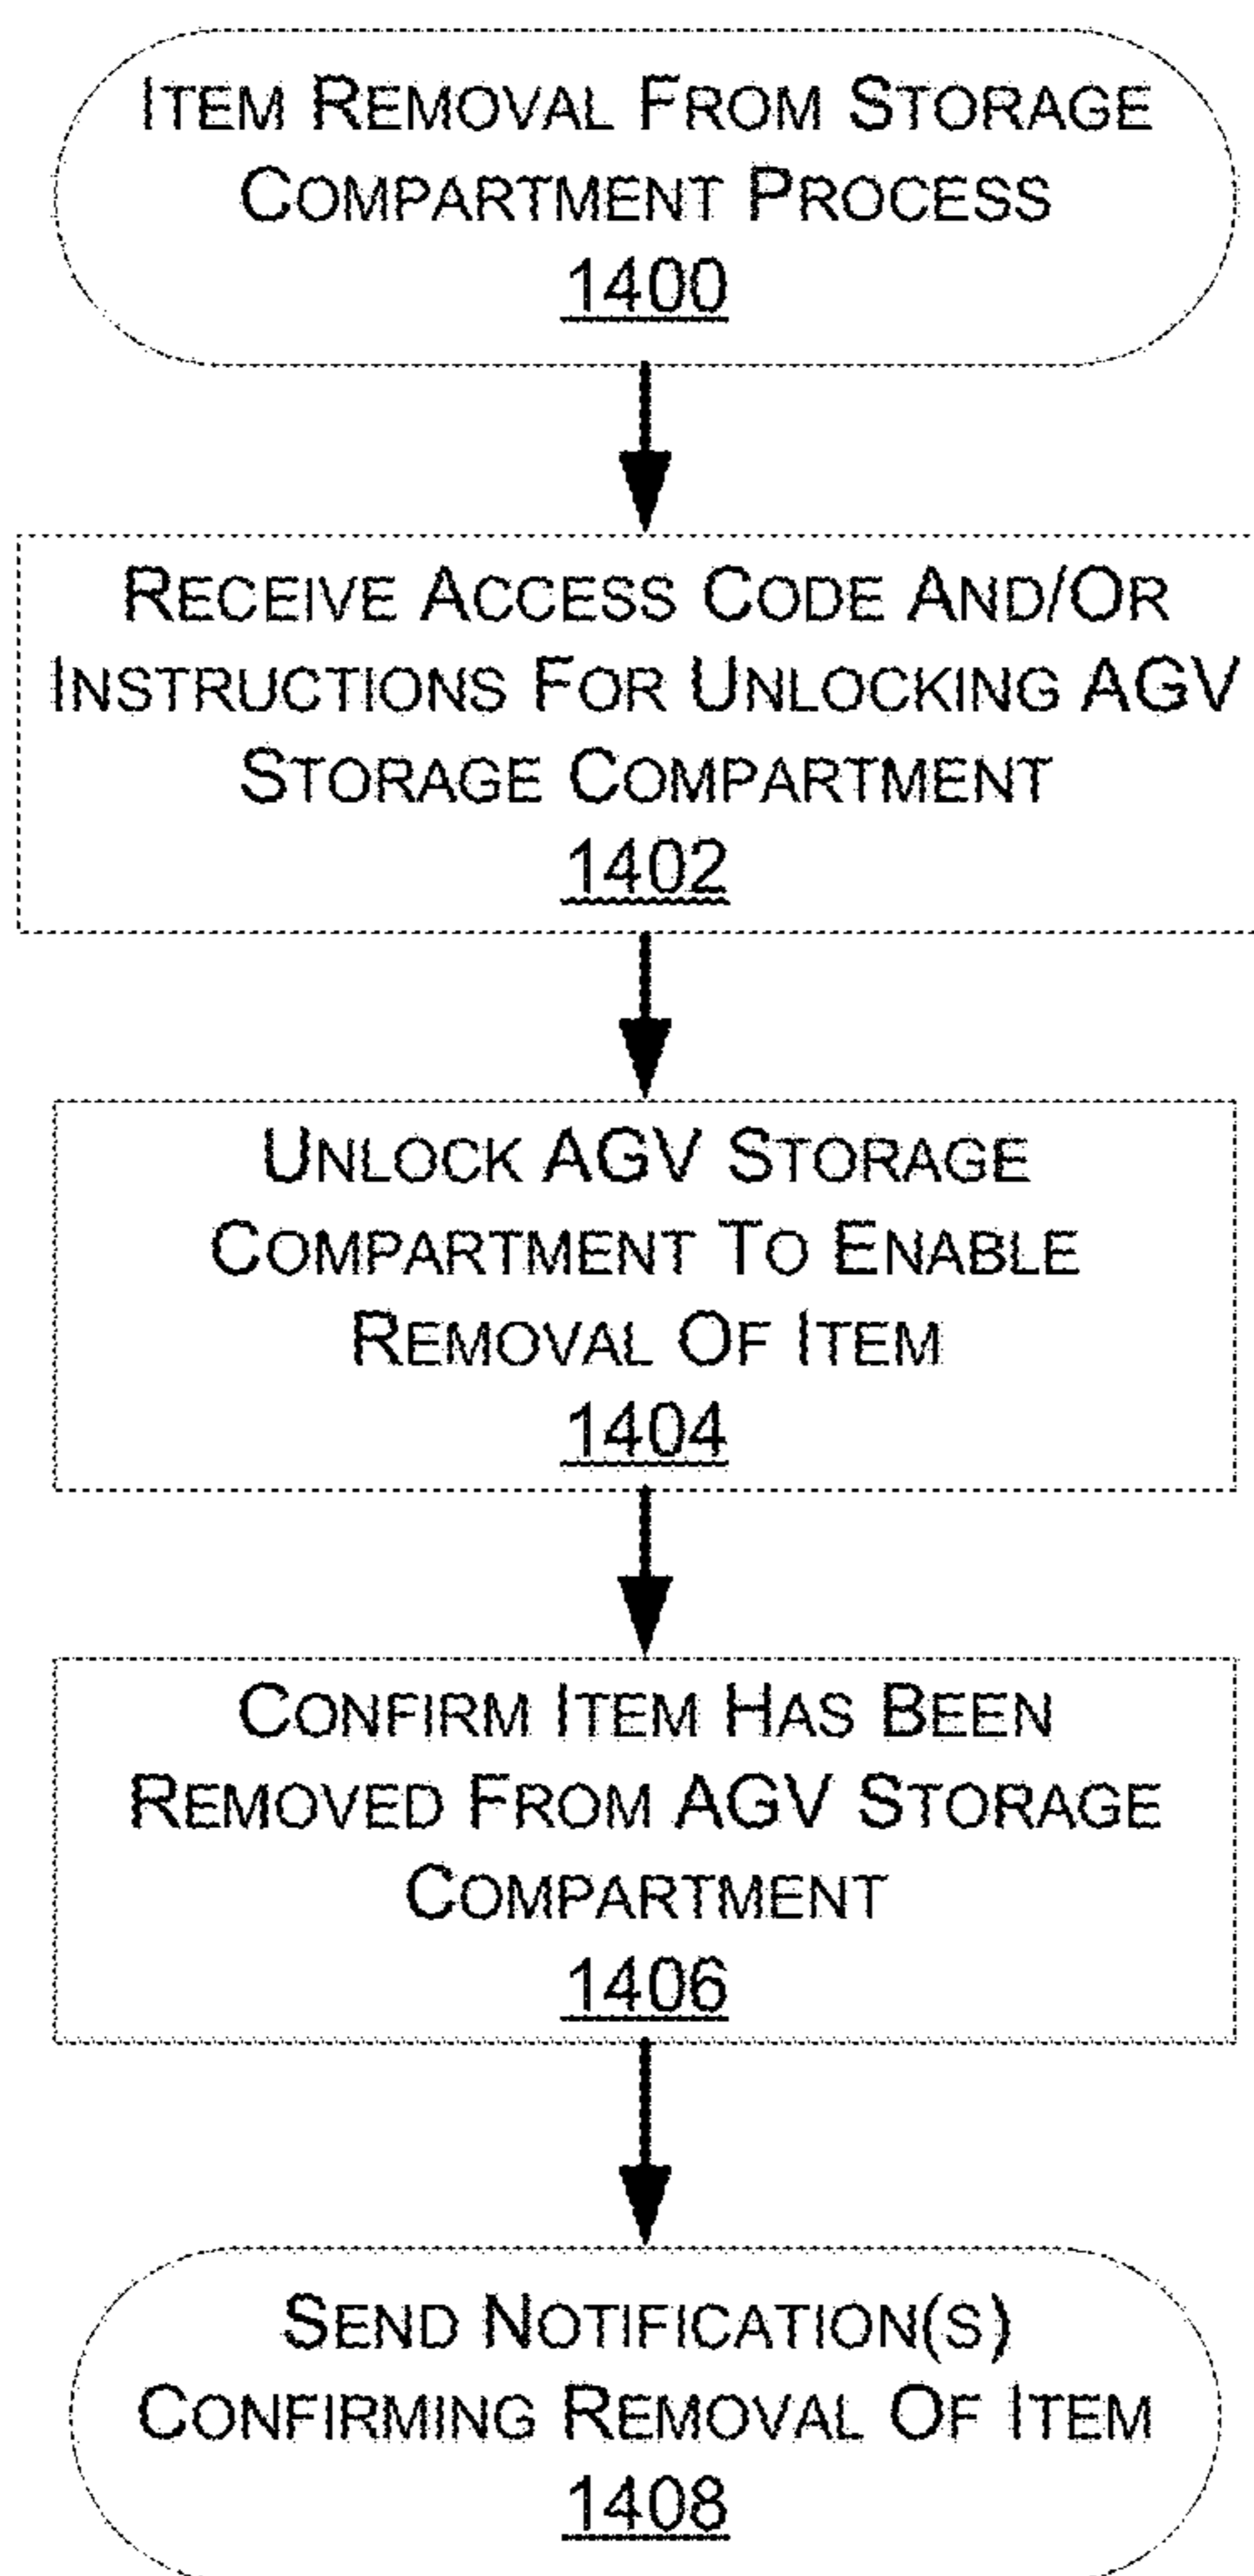 ITEM REMOVAL FROM STORAGE
COMPARTMENT PROCESS
1400
RECEIVE ACCESS CODE AND/OR
INSTRUCTIONS FOR UNLOCKING AGV
STORAGE COMPARTMENT
1402
UNLOCK AGV STORAGE
COMPARTMENT TO ENABLE
REMOVAL OF ITEM
1404
CONFIRM ITEM HAS BEEN
REMOVED FROM AGV STORAGE
COMPARTMENT
1406
SEND NOTIFICATION(S)
CONFIRMING REMOVAL OF ITEM
1408